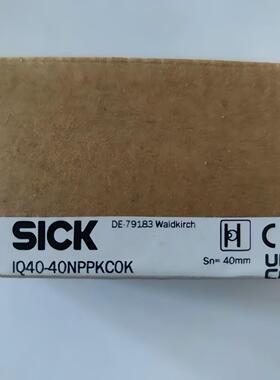 SICK
DE-79183 Waldkirch
Sn= 40mm
IQ40-40NPPKC0K